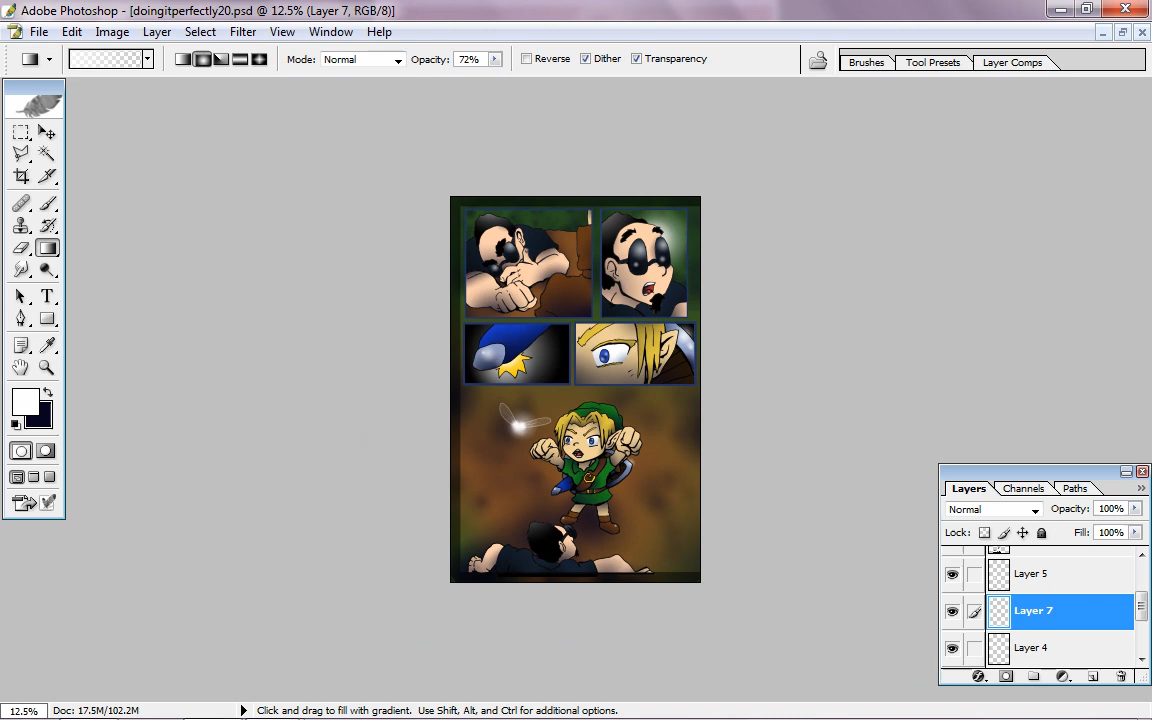 Adobe Photoshop - [doingitperfectly20.psd @ 12.5% (Layer 7, RGB/8)]
File Edit Image Layer Select Filter View Window Help
Mode: Normal Opacity: 72% Reverse Dither Transparency Brushes Tool Presets Layer Comps
Layers Channels Paths
Normal Opacity: 100%
Lock: Fill: 100%
Layer 5
Layer 7
Layer 4
12.5% Doc: 17.5M/102.2M Click and drag to fill with gradient. Use Shift, Alt, and Ctrl for additional options.